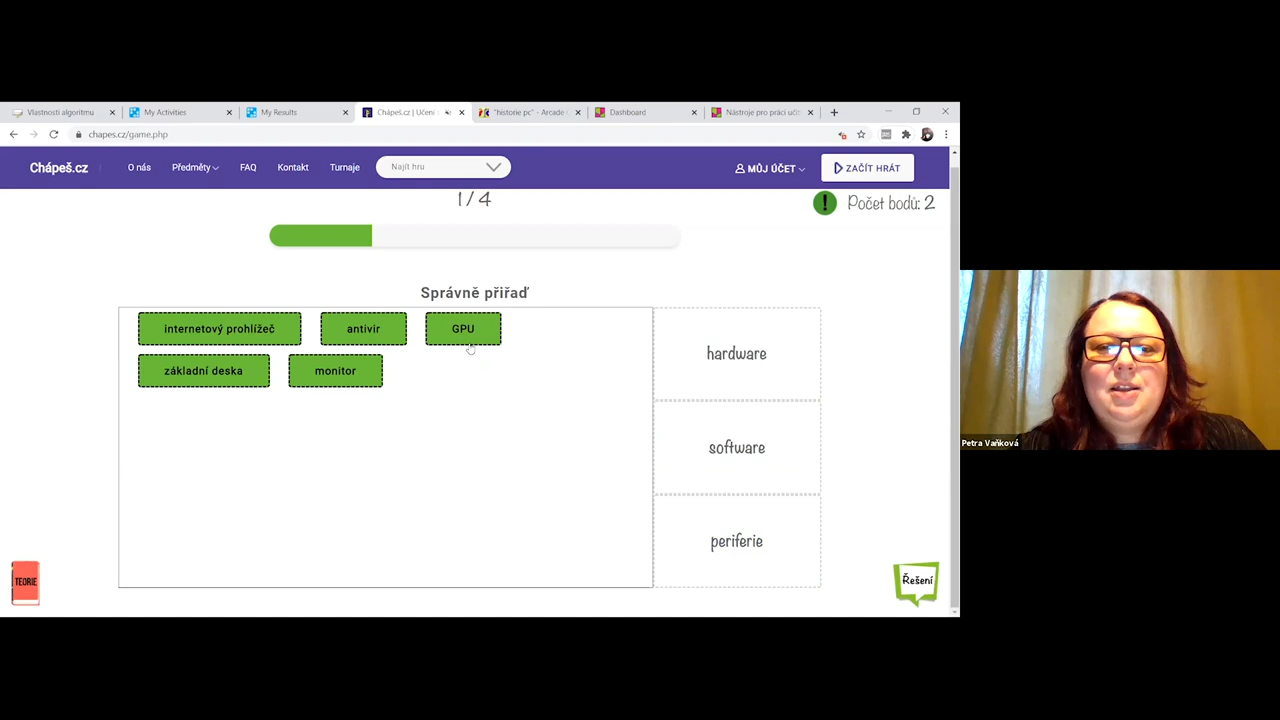 Vlastnosti algoritmu
My Activities
My Results
Chápeš.cz | Učení
"historie pc" - Arcade
Dashboard
Nástroje pro práci učit
chapes.cz/game.php
Chápeš.cz
O nás
Předměty
FAQ
Kontakt
Turnaje
Najít hru
MŮJ ÚČET
ZAČÍT HRÁT
1 / 4
! Počet bodů: 2
Správně přiřaď
internetový prohlížeč
antivir
GPU
základní deska
monitor
hardware
software
periferie
TEORIE
Řešení
Petra Vaňková